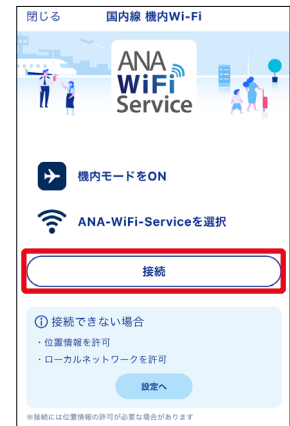 閉じる 国内線 機内Wi-Fi
ANA
WiFi
Service
機内モードをON
ANA-WiFi-Serviceを選択
接続
接続できない場合
・位置情報を許可
・ローカルネットワークを許可
設定へ
※接続には位置情報の許可が必要な場合があります